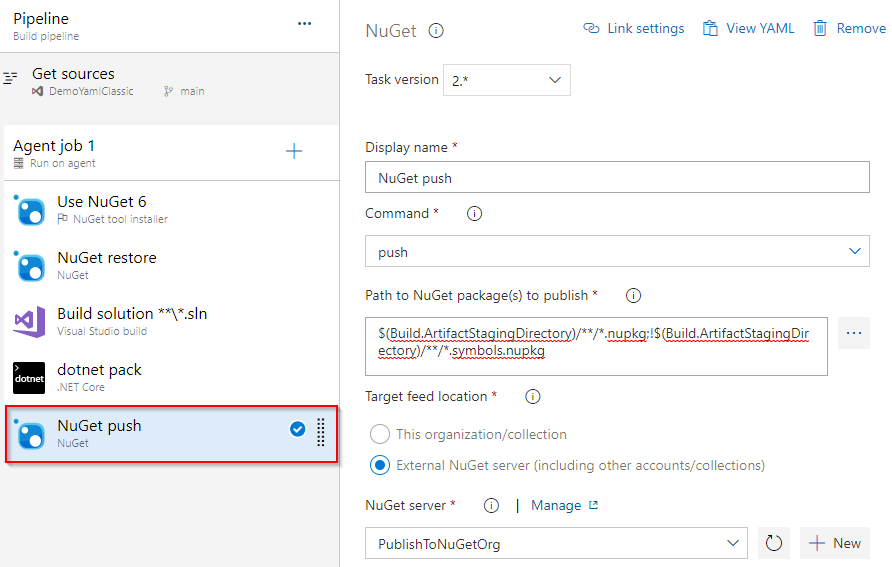 Pipeline
Build pipeline
Get sources
DemoYamlClassic main
Agent job 1
Run on agent
Use NuGet 6
NuGet tool installer
NuGet restore
NuGet
Build solution **\*.sln
Visual Studio build
dotnet
dotnet pack
.NET Core
NuGet push
NuGet
NuGet
Link settings View YAML Remove
Task version 2.*
Display name *
NuGet push
Command *
push
Path to NuGet package(s) to publish *
$(Build.ArtifactStagingDirectory)/**/*.nupkg;!$(Build.ArtifactStagingDir
ectory)/**/*.symbols.nupkg
Target feed location *
This organization/collection
External NuGet server (including other accounts/collections)
NuGet server * | Manage
PublishToNuGetOrg New